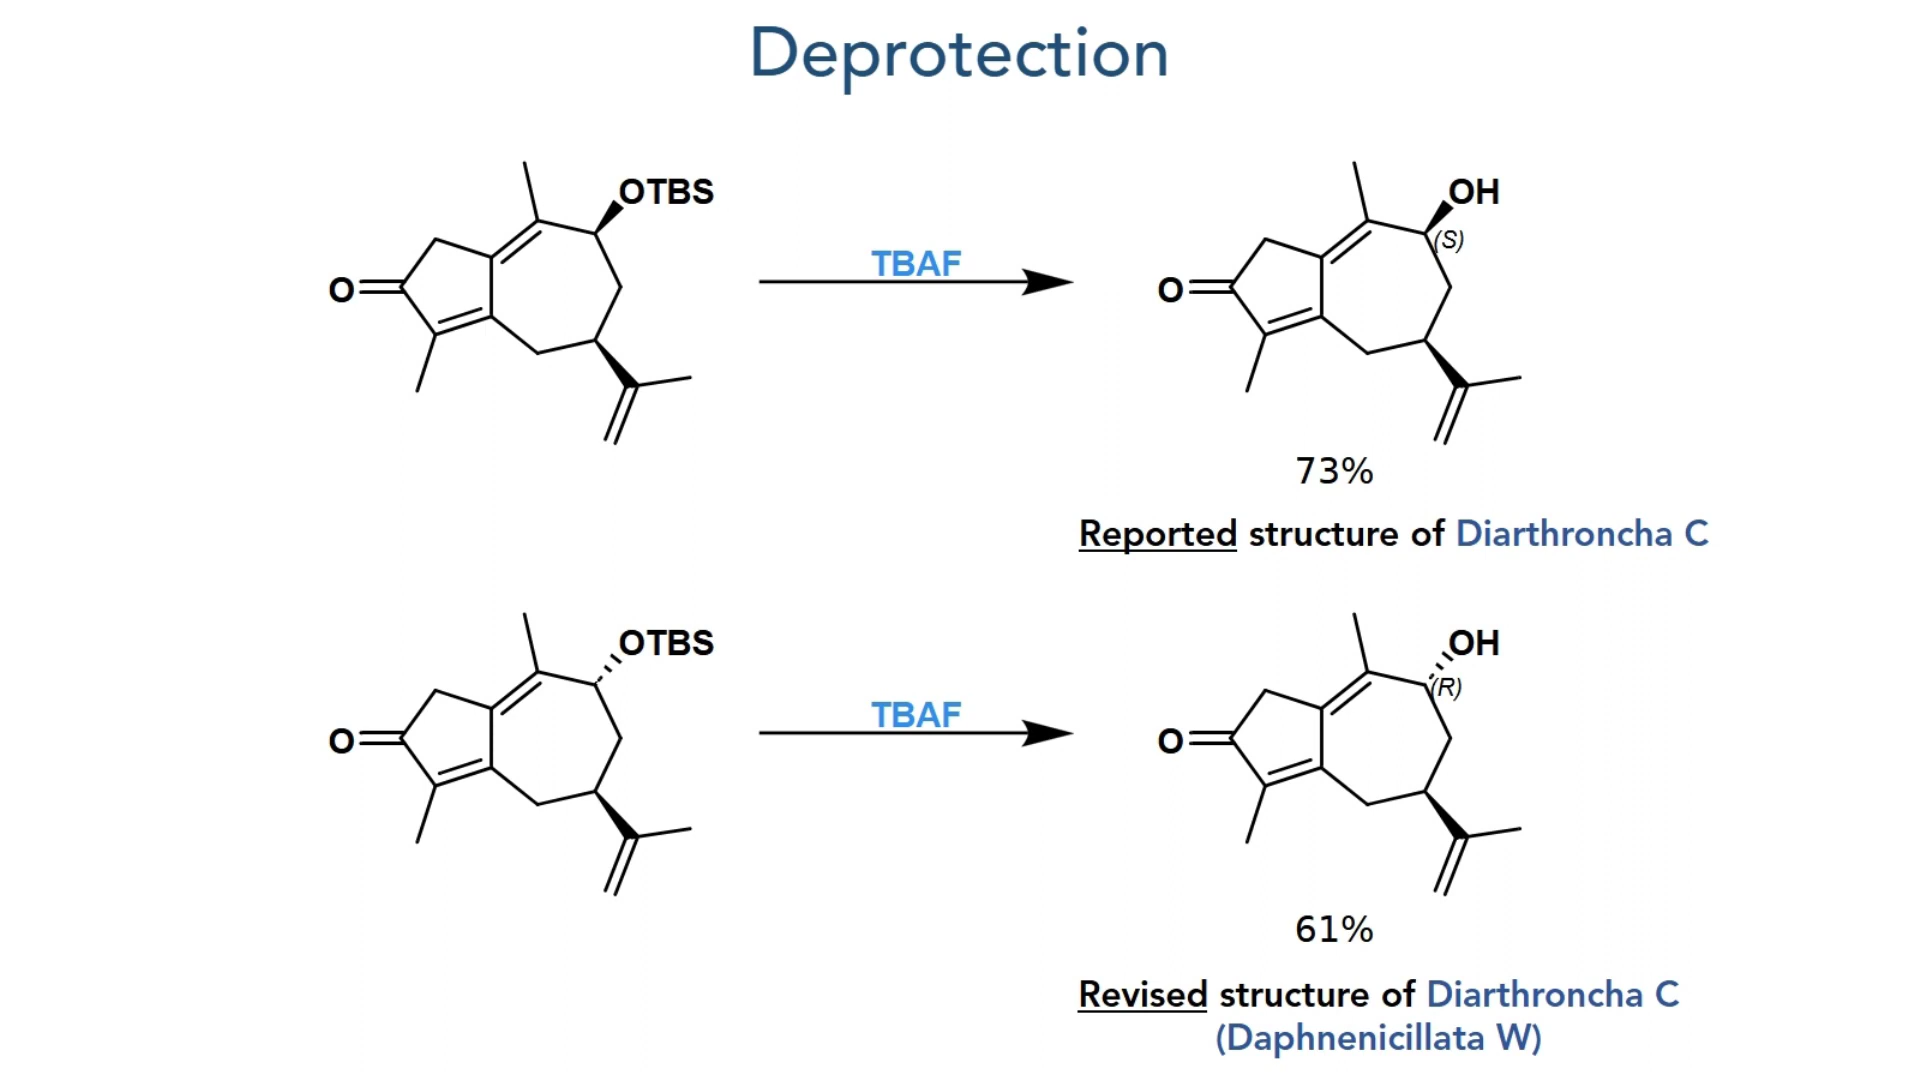 Deprotection
OTBS
O
TBAF
OH
(S)
O
73%
Reported structure of Diarthroncha C
OTBS
O
TBAF
OH
(R)
O
61%
Revised structure of Diarthroncha C
(Daphnenicillata W)